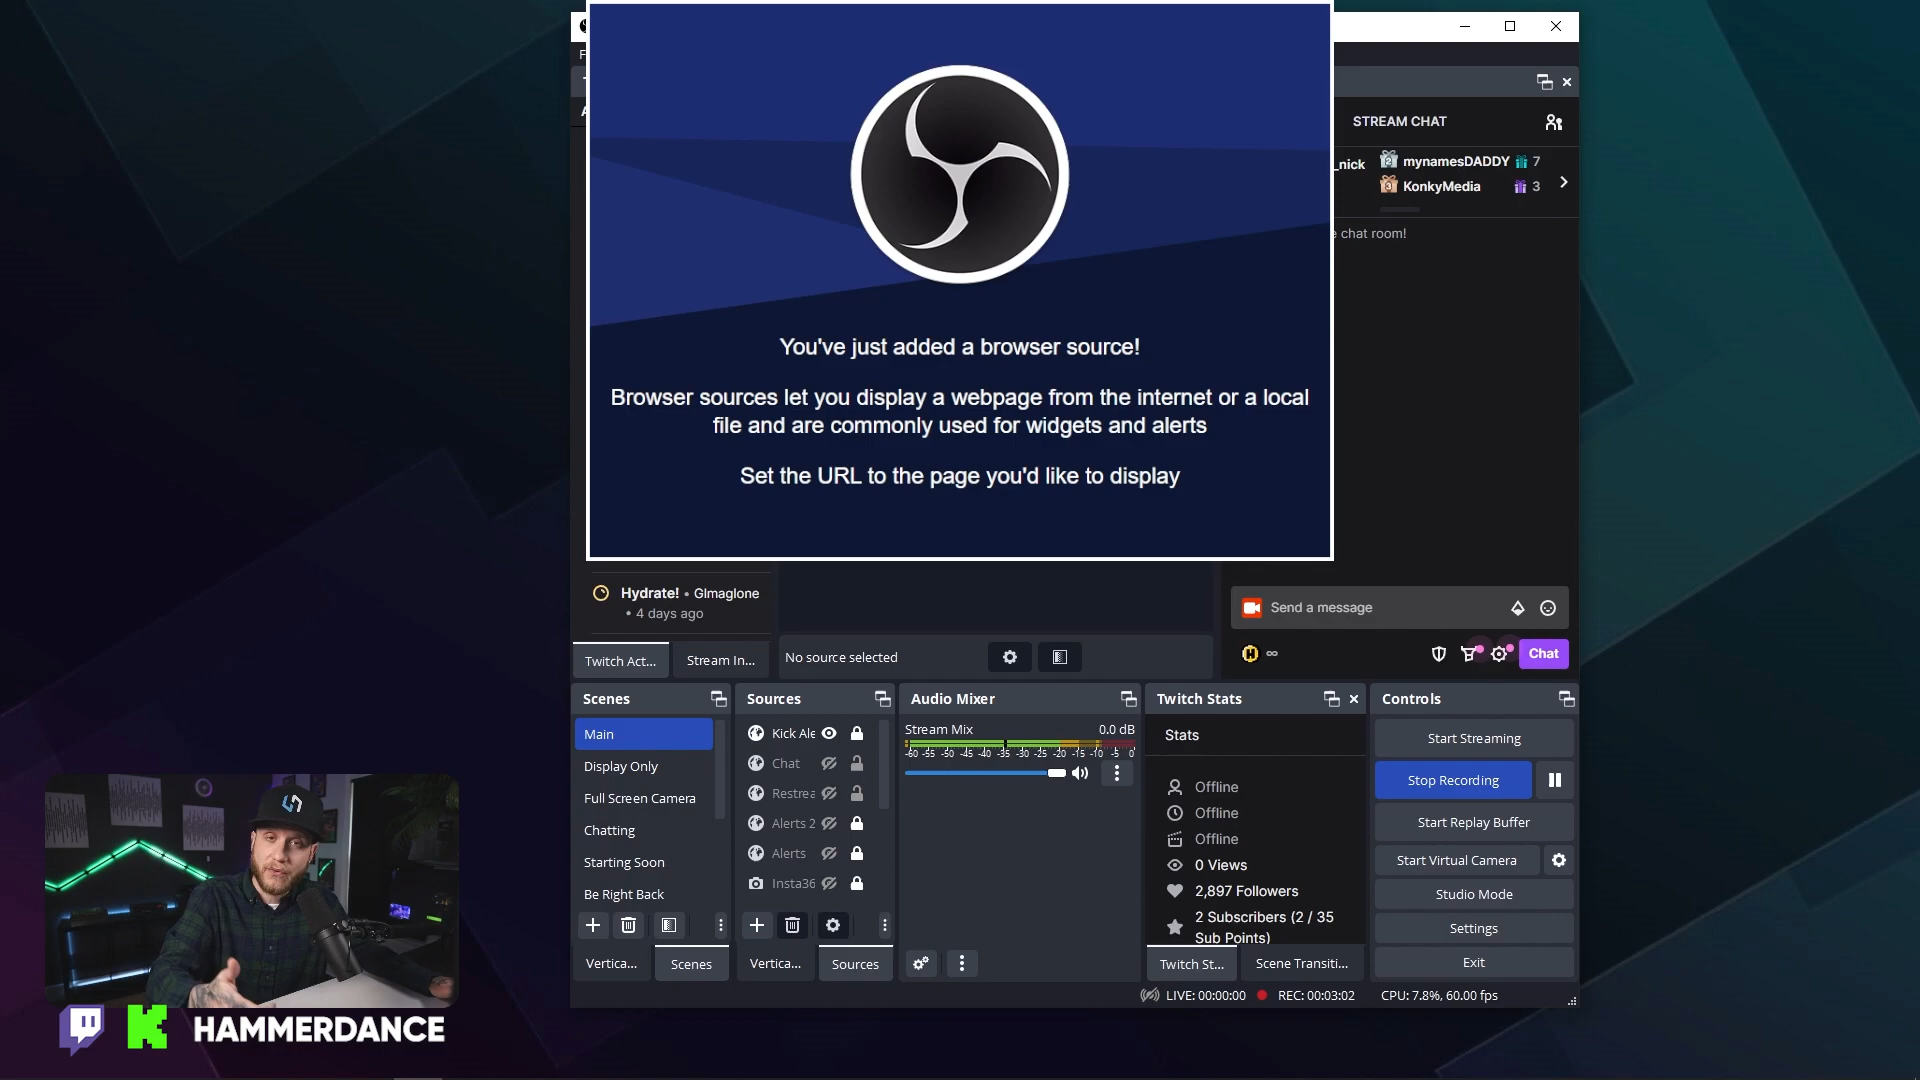 STREAM CHAT
_nick
mynamesDADDY 7
KonkyMedia 3
chat room!
You've just added a browser source!
Browser sources let you display a webpage from the internet or a local
file and are commonly used for widgets and alerts
Set the URL to the page you'd like to display
Hydrate! • Glmaglone
• 4 days ago
Send a message
Chat
Twitch Act...
Stream In...
No source selected
Scenes
Main
Display Only
Full Screen Camera
Chatting
Starting Soon
Be Right Back
Vertica...
Scenes
Sources
Kick Ale
Chat
Restrea
Alerts 2
Alerts
Insta36
Vertica...
Sources
Audio Mixer
Stream Mix 0.0 dB
-60 -55 -50 -45 -40 -35 -30 -25 -20 -15 -10 -5 0
Twitch Stats
Stats
Offline
Offline
Offline
0 Views
2,897 Followers
2 Subscribers (2 / 35
Sub Points)
Twitch St...
Scene Transiti...
Controls
Start Streaming
Stop Recording
Start Replay Buffer
Start Virtual Camera
Studio Mode
Settings
Exit
LIVE: 00:00:00 REC: 00:03:02 CPU: 7.8%, 60.00 fps
HAMMERDANCE